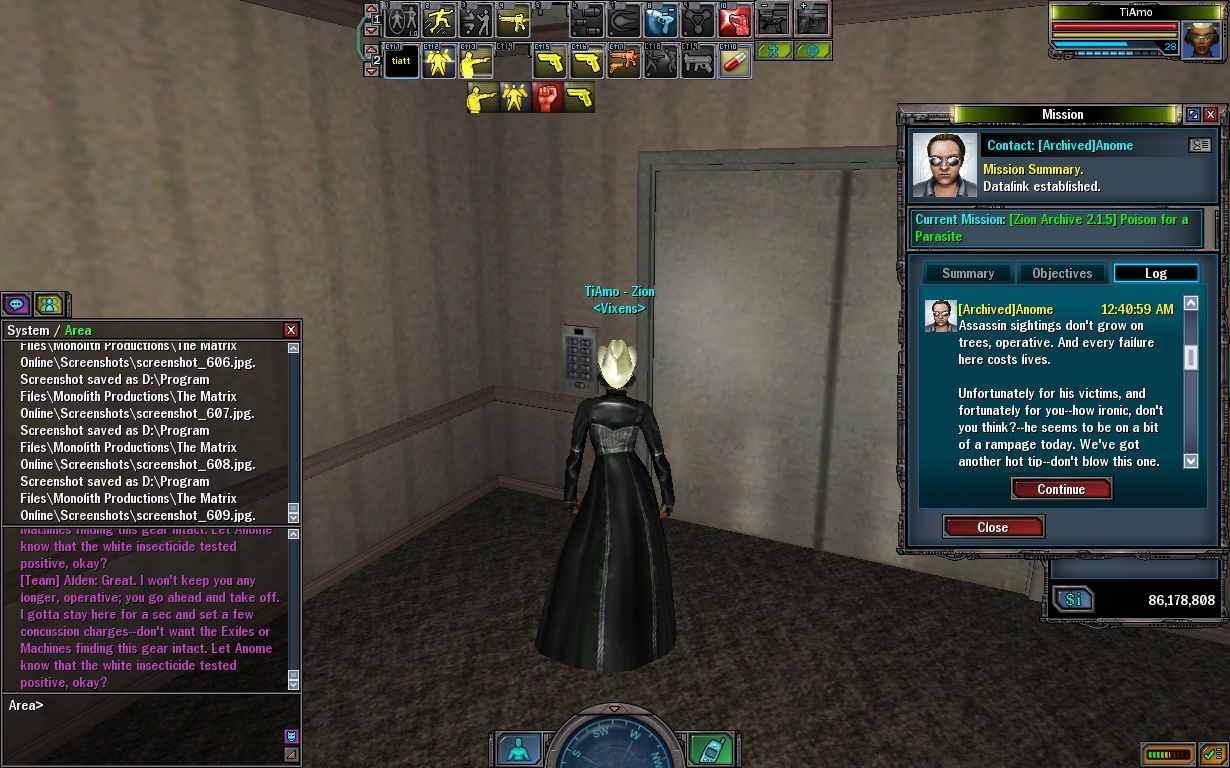 TiAmo
28
1
2
tiatt
Mission
Contact: [Archived]Anome
Mission Summary.
Datalink established.
Current Mission: [Zion Archive 2.1.5] Poison for a
Parasite
Summary
Objectives
Log
[Archived]Anome 12:40:59 AM
Assassin sightings don't grow on
trees, operative. And every failure
here costs lives.
Unfortunately for his victims, and
fortunately for you--how ironic, don't
you think?--he seems to be on a bit
of a rampage today. We've got
another hot tip--don't blow this one.
Continue
Close
$i
86,178,808
TiAmo - Zion
<Vixens>
System / Area
Files\Monolith Productions\The Matrix
Online\Screenshots\screenshot_606.jpg.
Screenshot saved as D:\Program
Files\Monolith Productions\The Matrix
Online\Screenshots\screenshot_607.jpg.
Screenshot saved as D:\Program
Files\Monolith Productions\The Matrix
Online\Screenshots\screenshot_608.jpg.
Screenshot saved as D:\Program
Files\Monolith Productions\The Matrix
Online\Screenshots\screenshot_609.jpg.
Machines finding this gear intact. Let Anome
know that the white insecticide tested
positive, okay?
[Team] Alden: Great. I won't keep you any
longer, operative; you go ahead and take off.
I gotta stay here for a sec and set a few
concussion charges--don't want the Exiles or
Machines finding this gear intact. Let Anome
know that the white insecticide tested
positive, okay?
Area>
S SW W NW